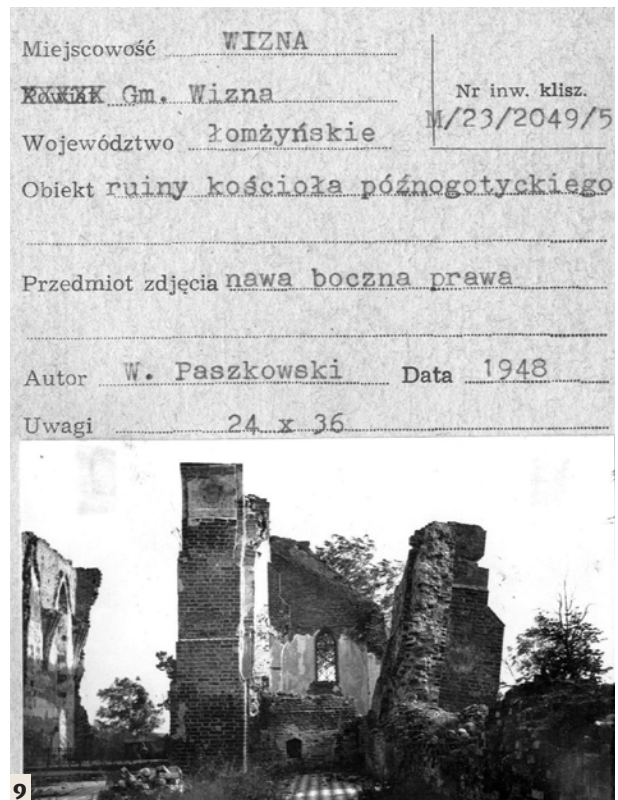 Miejscowość WIZNA
Powiat Gm. Wizna
Nr inw. klisz.
M/23/2049/5
Województwo łomżyńskie
Obiekt ruiny kościoła późnogotyckiego
Przedmiot zdjęcia nawa boczna prawa
Autor W. Paszkowski Data 1948
Uwagi 24 x 36
9